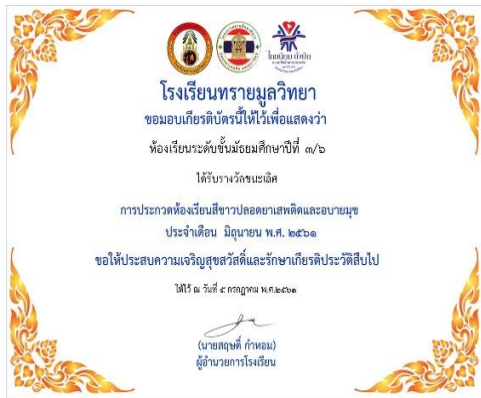 ไทยนิยม ยั่งยืน
โรงเรียนทรายมูลวิทยา
ขอมอบเกียรติบัตรนี้ให้ไว้เพื่อแสดงว่า
ห้องเรียนระดับชั้นมัธยมศึกษาปีที่ ๓/๖
ได้รับรางวัลชนะเลิศ
การประกวดห้องเรียนสีขาวปลอดยาเสพติดและอบายมุข
ประจำเดือน มิถุนายน พ.ศ. ๒๕๖๑
ขอให้ประสบความเจริญสุขสวัสดิ์และรักษาเกียรติประวัติสืบไป
ให้ไว้ ณ วันที่ ๕ กรกฎาคม พ.ศ.๒๕๖๑
(นายสฤษดิ์ กำหอม)
ผู้อำนวยการโรงเรียน